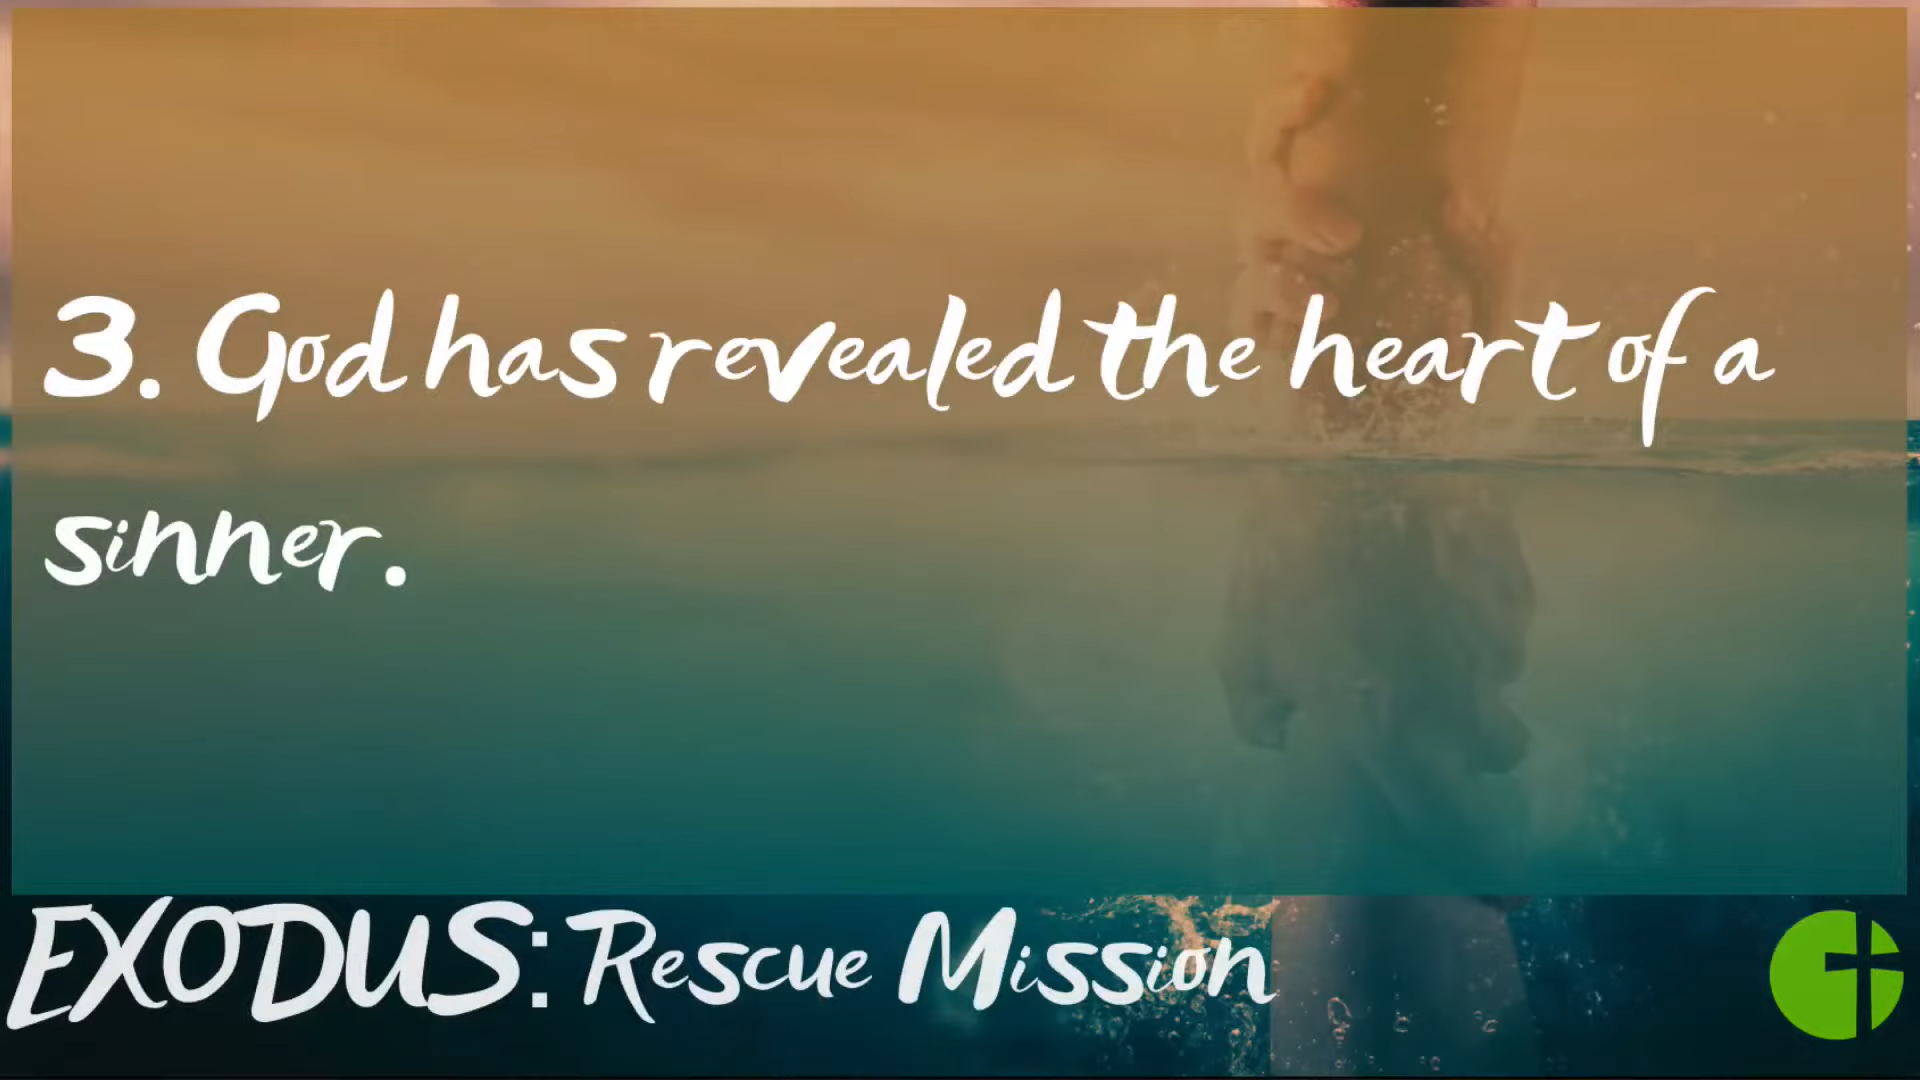 3. God has revealed the heart of a
sinner.
EXODUS: Rescue Mission